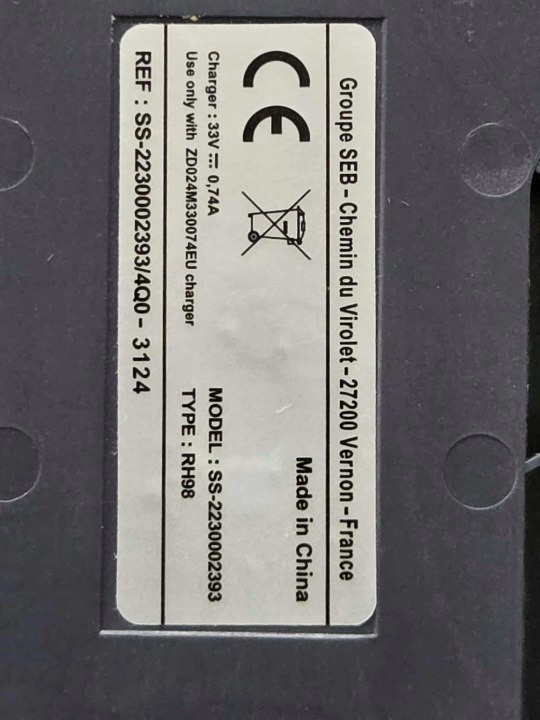 Groupe SEB – Chemin du Virolet – 27200 Vernon – France
CE
Made in China
Charger : 33V ⎓ 0,74A
Use only with ZD024M330074EU charger
MODEL : SS-2230002393
TYPE : RH98
REF : SS-2230002393/4Q0 – 3124